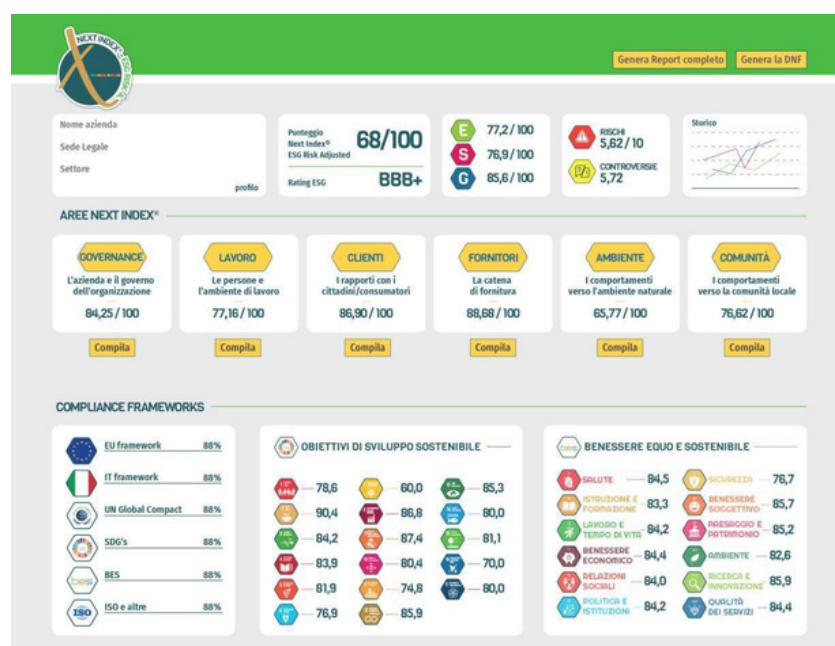 NEXT INDEX®
ESG RISK
Genera Report completo
Genera la DNF
Nome azienda
Sede Legale
Settore
profilo
Punteggio
Next Index®
ESG Risk Adjusted
68/100
Rating ESG
BBB+
E
77,2 / 100
S
76,9 / 100
G
85,6 / 100
RISCHI
5,62 / 10
CONTROVERSIE
5,72
Storico
AREE NEXT INDEX®
GOVERNANCE
L'azienda e il governo
dell'organizzazione
84,25 / 100
Compila
LAVORO
Le persone e
l'ambiente di lavoro
77,16 / 100
Compila
CLIENTI
I rapporti con i
cittadini/consumatori
86,90 / 100
Compila
FORNITORI
La catena
di fornitura
88,68 / 100
Compila
AMBIENTE
I comportamenti
verso l'ambiente naturale
65,77 / 100
Compila
COMUNITÀ
I comportamenti
verso la comunità locale
76,62 / 100
Compila
COMPLIANCE FRAMEWORKS
EU framework 88%
IT framework 88%
UN Global Compact 88%
SDG's 88%
bes
BES 88%
ISO
ISO e altre 88%
OBIETTIVI DI SVILUPPO SOSTENIBILE
78,6
90,4
84,2
83,9
81,9
76,9
60,0
86,8
87,4
80,4
74,8
85,9
85,3
80,0
81,1
70,0
80,0
bes
BENESSERE EQUO E SOSTENIBILE
SALUTE 84,5
ISTRUZIONE E
FORMAZIONE 83,3
LAVORO E
TEMPO DI VITA 84,2
BENESSERE
ECONOMICO 84,4
RELAZIONI
SOCIALI 84,0
POLITICA E
ISTITUZIONI 84,2
SICUREZZA 76,7
BENESSERE
SOGGETTIVO 85,7
PAESAGGIO E
PATRIMONIO 85,2
AMBIENTE 82,6
RICERCA E
INNOVAZIONE 85,9
QUALITÀ
DEI SERVIZI 84,4